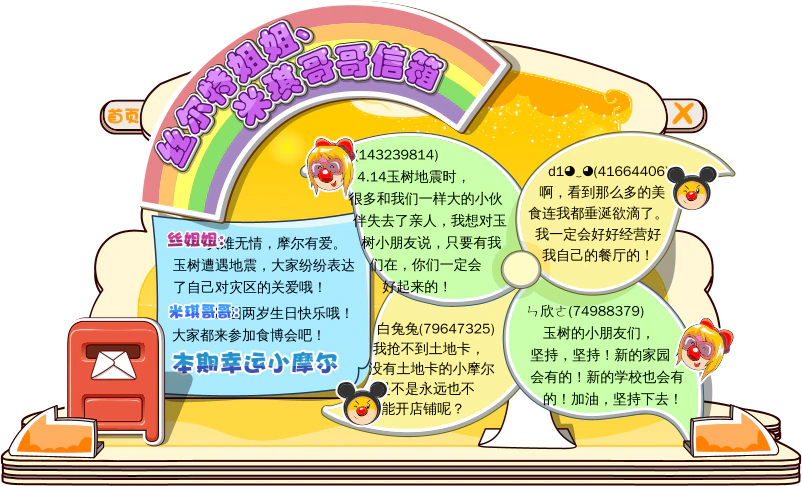 丝尔特姐姐、
米琪哥哥信箱
首页
X
(143239814)
4.14玉树地震时，
很多和我们一样大的小伙
伴失去了亲人，我想对玉
树小朋友说，只要有我
们在，你们一定会
好起来的！
d1◕_◕(41664406)
啊，看到那么多的美
食连我都垂涎欲滴了。
我一定会好好经营好
我自己的餐厅的！
丝姐姐:
难无情，摩尔有爱。
玉树遭遇地震，大家纷纷表达
了自己对灾区的关爱哦！
米琪哥哥:
两岁生日快乐哦！
大家都来参加食博会吧！
本期幸运小摩尔
白兔兔(79647325)
我抢不到土地卡，
没有土地卡的小摩尔
是不是永远也不
能开店铺呢？
ㄣ欣ㄜ(74988379)
玉树的小朋友们，
坚持，坚持！新的家园
会有的！新的学校也会有
的！加油，坚持下去！